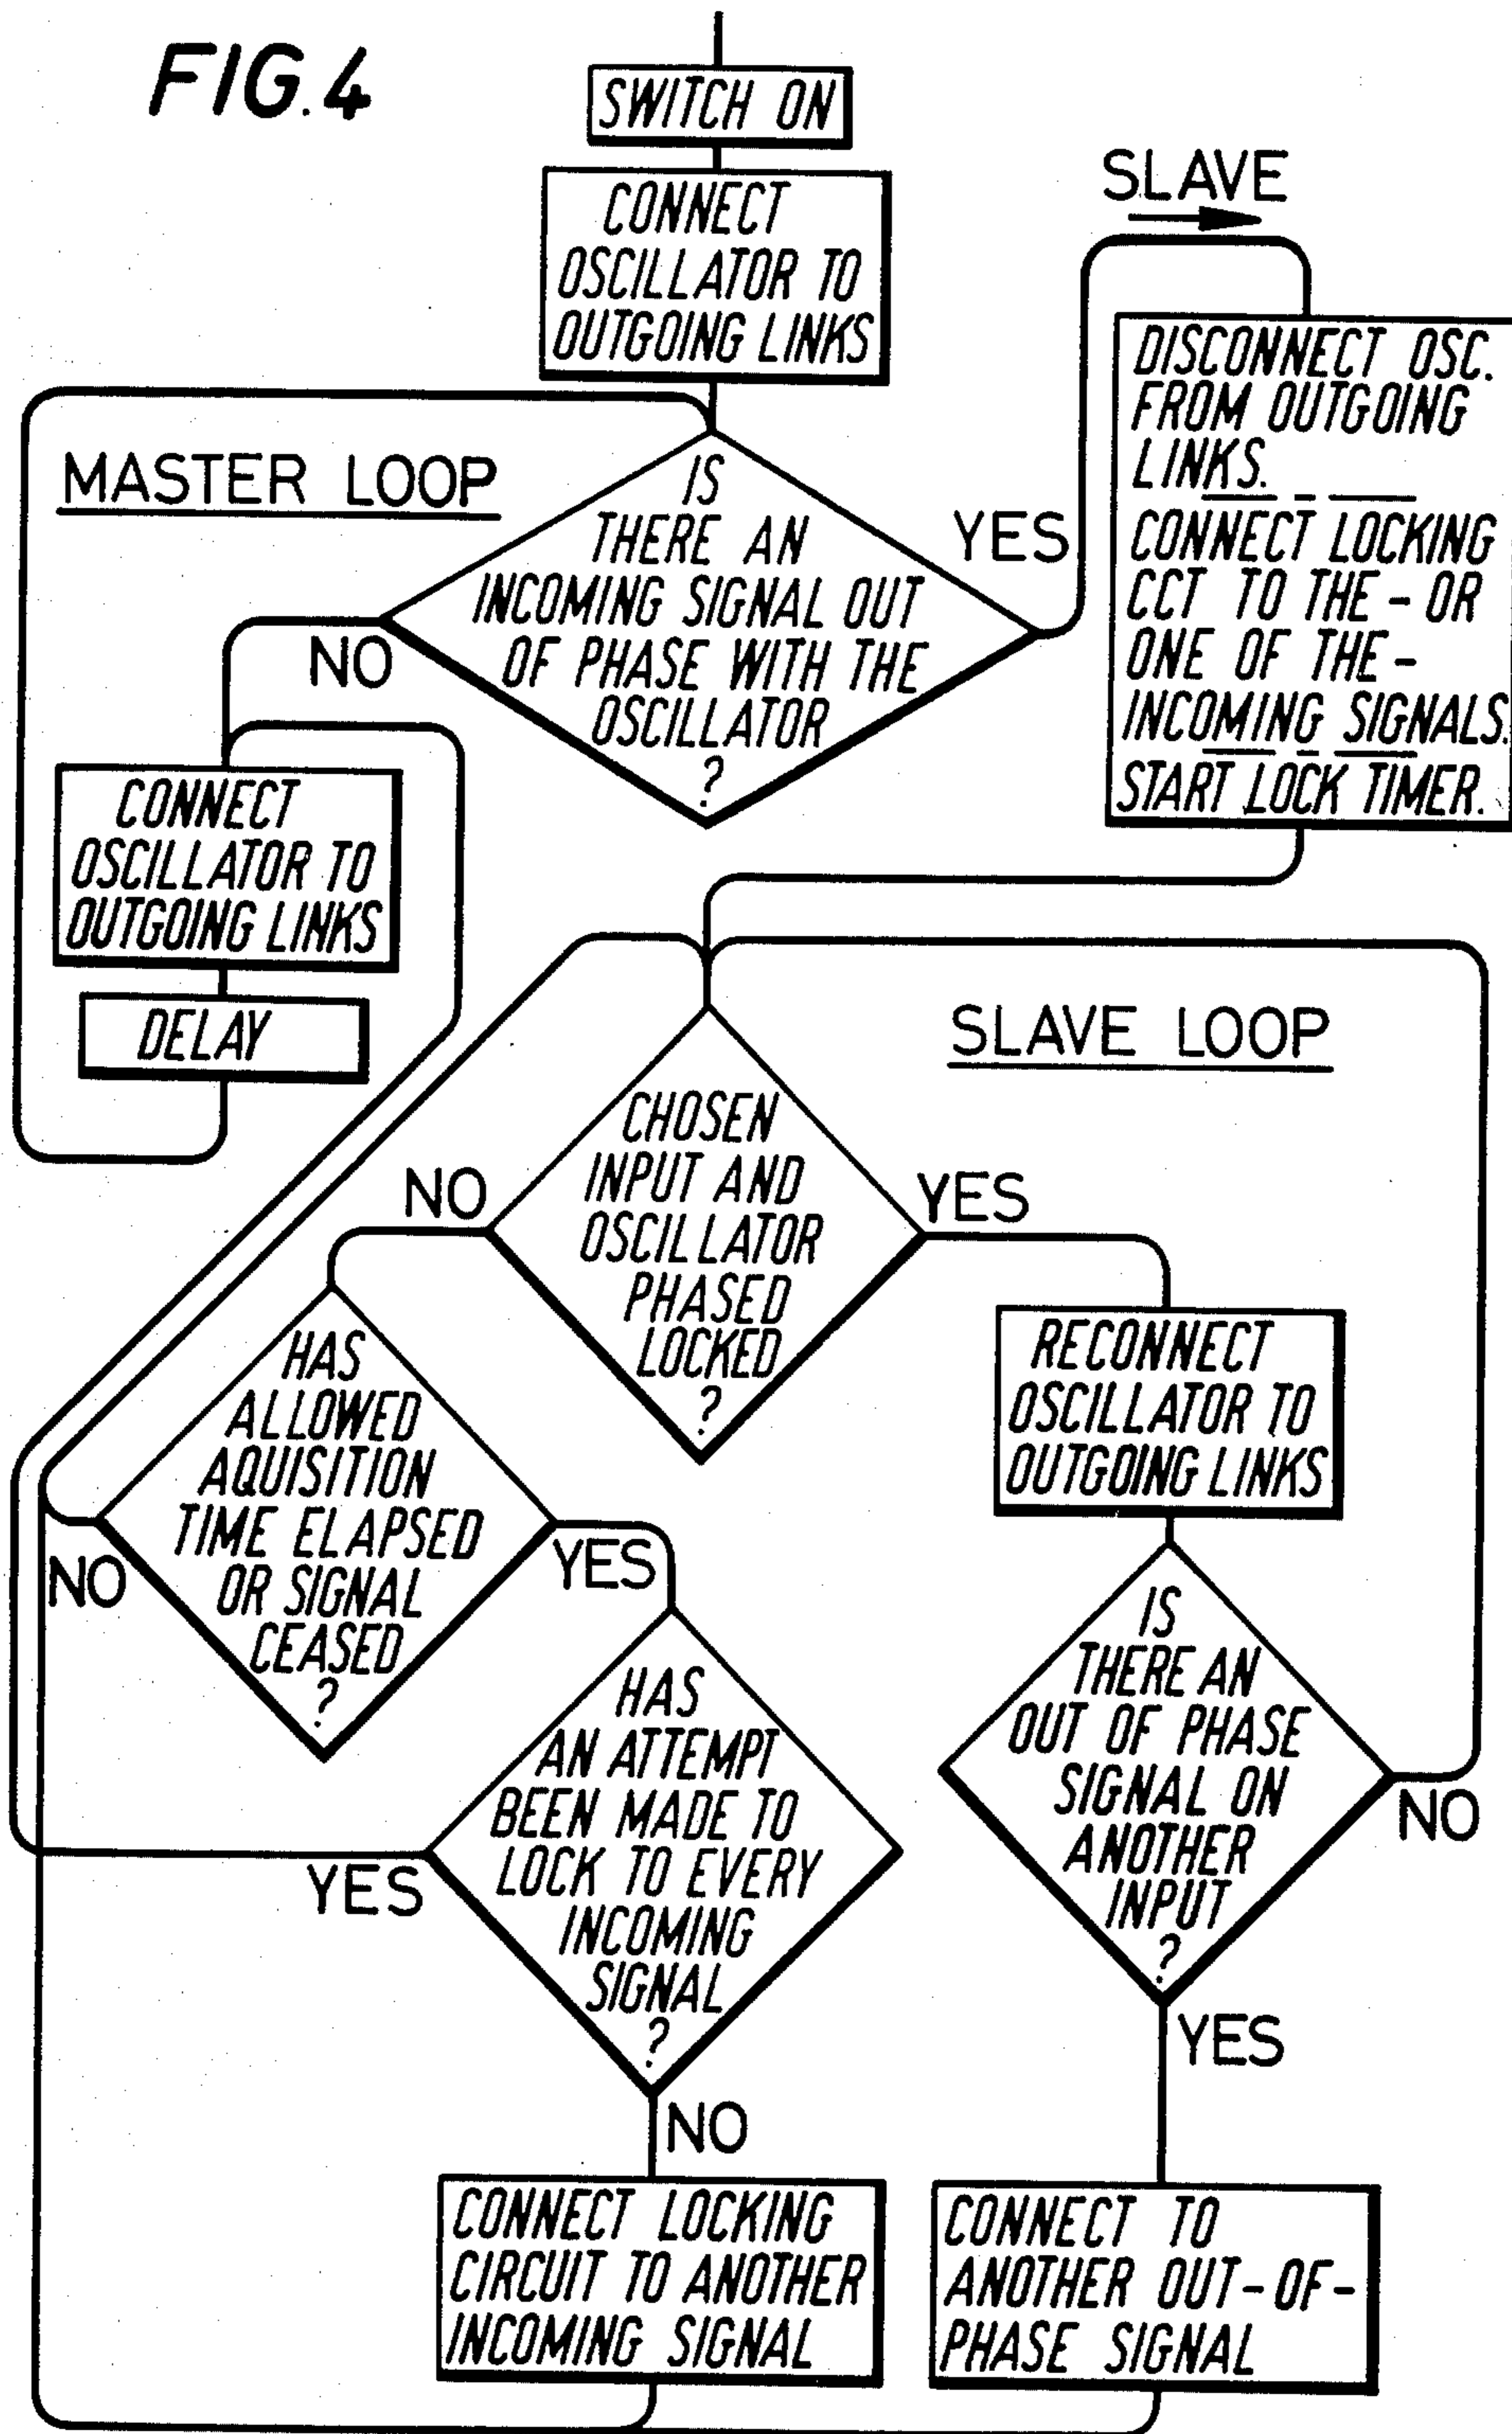 FIG.4
SWITCH ON
CONNECT
OSCILLATOR TO
OUTGOING LINKS
SLAVE
DISCONNECT OSC.
FROM OUTGOING
LINKS.
CONNECT LOCKING
CCT TO THE - OR
ONE OF THE -
INCOMING SIGNALS.
START LOCK TIMER.
MASTER LOOP
IS
THERE AN
INCOMING SIGNAL OUT
OF PHASE WITH THE
OSCILLATOR
?
YES
NO
CONNECT
OSCILLATOR TO
OUTGOING LINKS
DELAY
SLAVE LOOP
CHOSEN
INPUT AND
OSCILLATOR
PHASED
LOCKED
?
NO
YES
HAS
ALLOWED
AQUISITION
TIME ELAPSED
OR SIGNAL
CEASED
?
NO
YES
RECONNECT
OSCILLATOR TO
OUTGOING LINKS
HAS
AN ATTEMPT
BEEN MADE TO
LOCK TO EVERY
INCOMING
SIGNAL
?
YES
NO
IS
THERE AN
OUT OF PHASE
SIGNAL ON
ANOTHER
INPUT
?
NO
YES
CONNECT LOCKING
CIRCUIT TO ANOTHER
INCOMING SIGNAL
CONNECT TO
ANOTHER OUT-OF-
PHASE SIGNAL